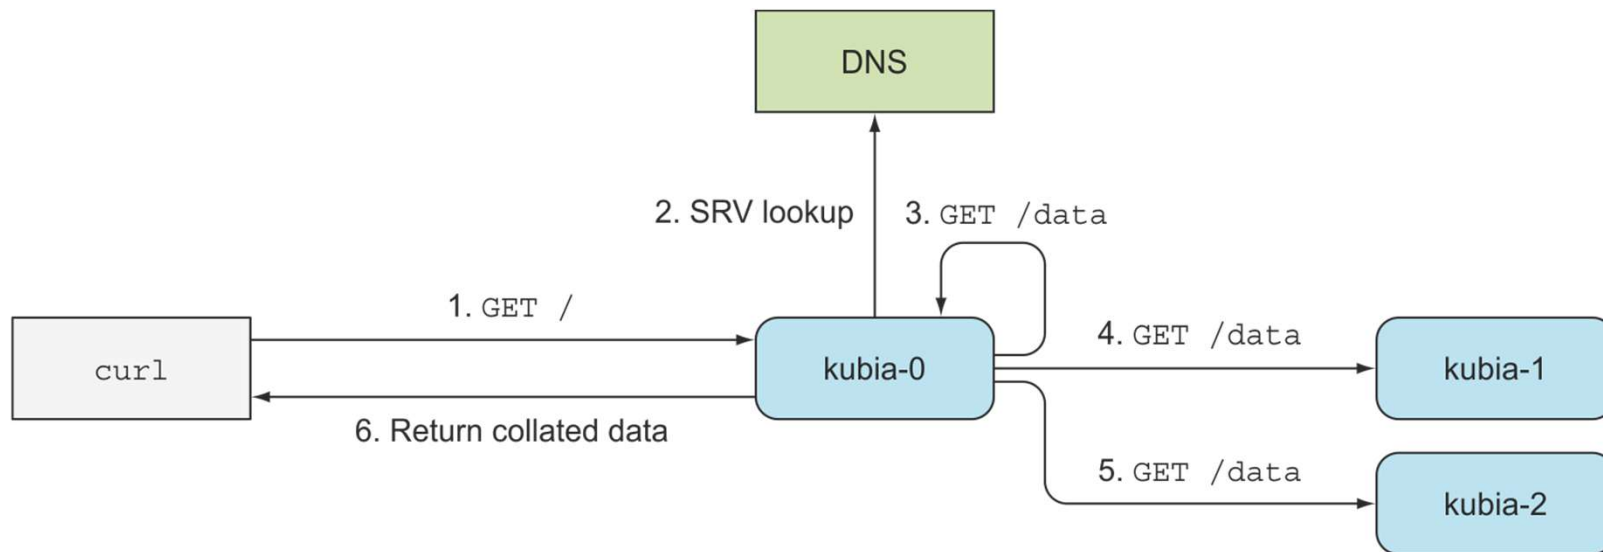 DNS
2. SRV lookup
3. GET /data
1. GET /
4. GET /data
curl
kubia-0
kubia-1
6. Return collated data
5. GET /data
kubia-2